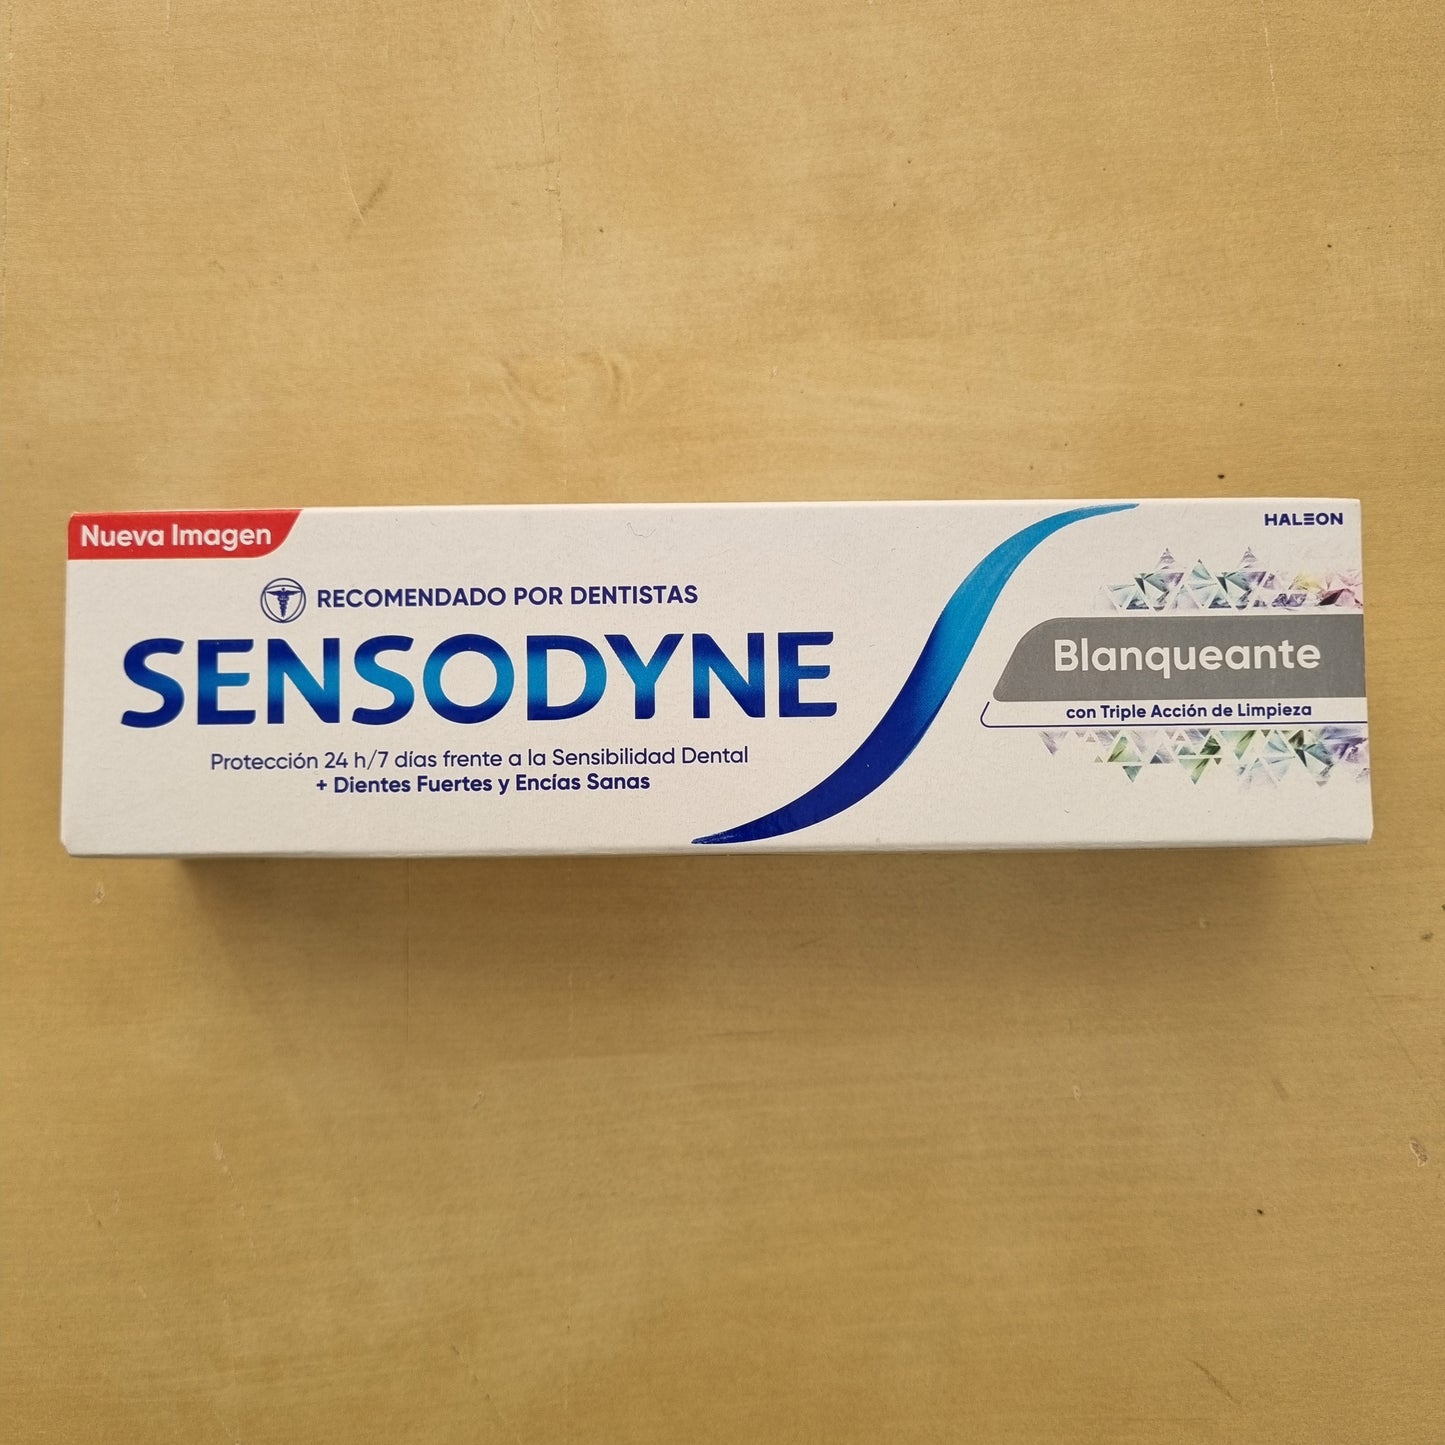 Nueva Imagen
HALEON
RECOMENDADO POR DENTISTAS
SENSODYNE
Protección 24 h/7 días frente a la Sensibilidad Dental
+ Dientes Fuertes y Encías Sanas
Blanqueante
con Triple Acción de Limpieza